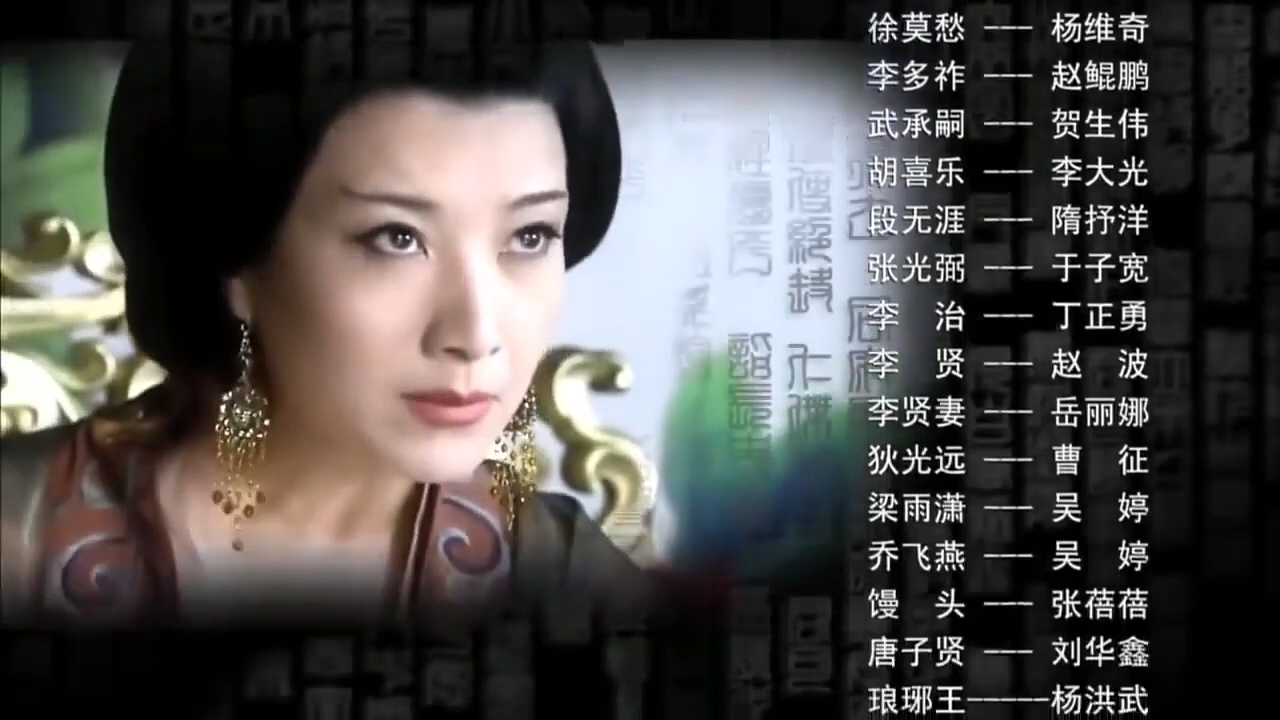 徐莫愁 --- 杨维奇
李多祚 --- 赵鲲鹏
武承嗣 --- 贺生伟
胡喜乐 --- 李大光
段无涯 --- 隋抒洋
张光弼 --- 于子宽
李　治 --- 丁正勇
李　贤 --- 赵　波
李贤妻 --- 岳丽娜
狄光远 --- 曹　征
梁雨潇 --- 吴　婷
乔飞燕 --- 吴　婷
馒　头 --- 张蓓蓓
唐子贤 --- 刘华鑫
琅琊王-----杨洪武